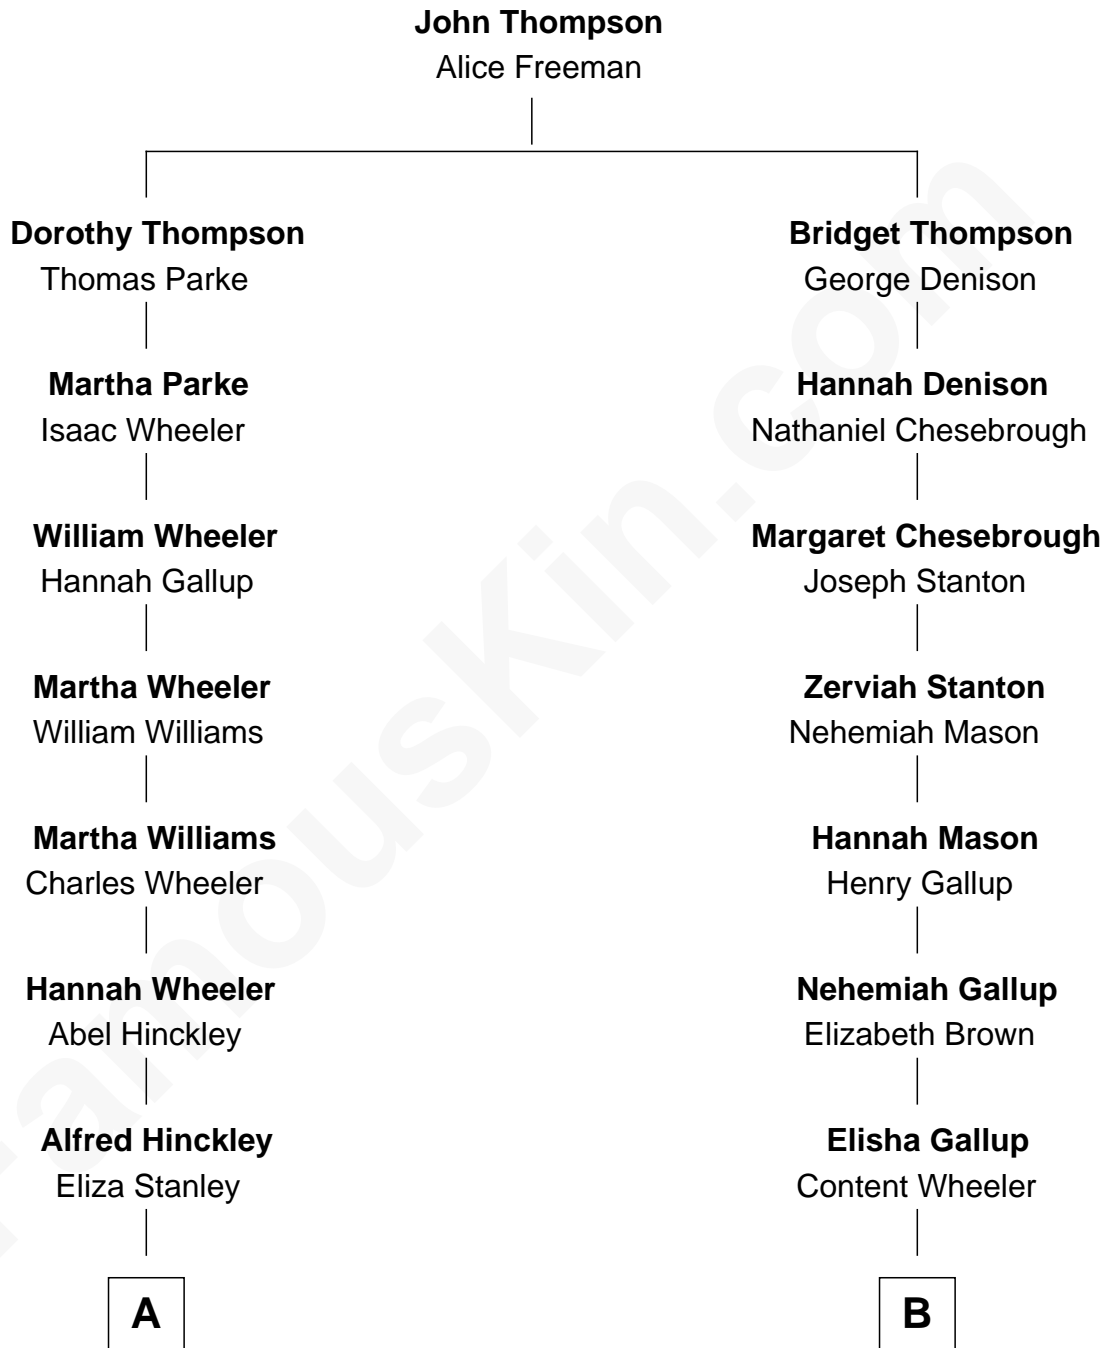 John Thompson
Alice Freeman
Dorothy Thompson
Thomas Parke
Bridget Thompson
George Denison
Martha Parke
Isaac Wheeler
Hannah Denison
Nathaniel Chesebrough
William Wheeler
Hannah Gallup
Margaret Chesebrough
Joseph Stanton
Martha Wheeler
William Williams
Zerviah Stanton
Nehemiah Mason
Martha Williams
Charles Wheeler
Hannah Mason
Henry Gallup
Hannah Wheeler
Abel Hinckley
Nehemiah Gallup
Elizabeth Brown
Alfred Hinckley
Eliza Stanley
Elisha Gallup
Content Wheeler
A
B
FamousKin.com